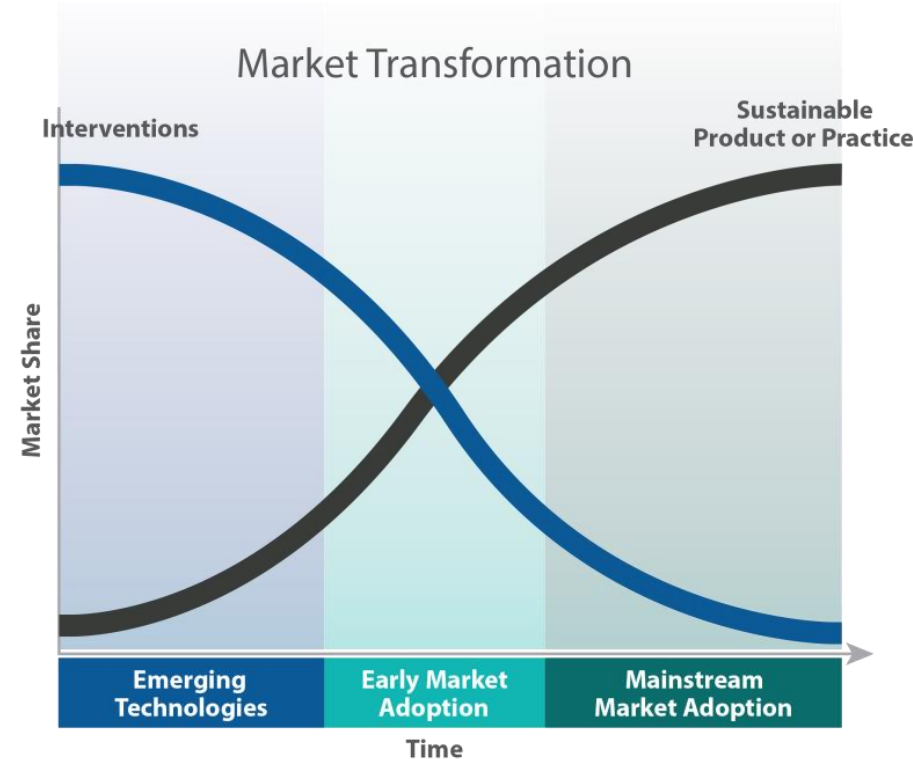 Market Transformation
Interventions
Sustainable
Product or Practice
Market Share
Emerging
Technologies
Early Market
Adoption
Mainstream
Market Adoption
Time